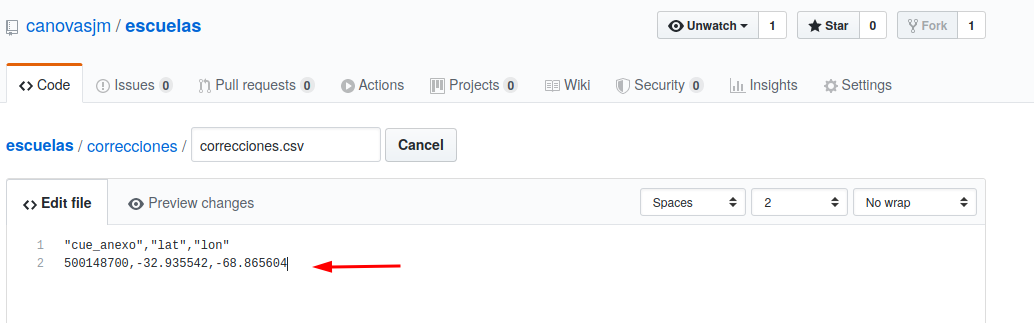 canovasjm / escuelas
Unwatch 1 Star 0 Fork 1
Code Issues 0 Pull requests 0 Actions Projects 0 Wiki Security 0 Insights Settings
escuelas / correcciones / correcciones.csv Cancel
Edit file Preview changes Spaces 2 No wrap
1 "cue_anexo","lat","lon"
2 500148700,-32.935542,-68.865604